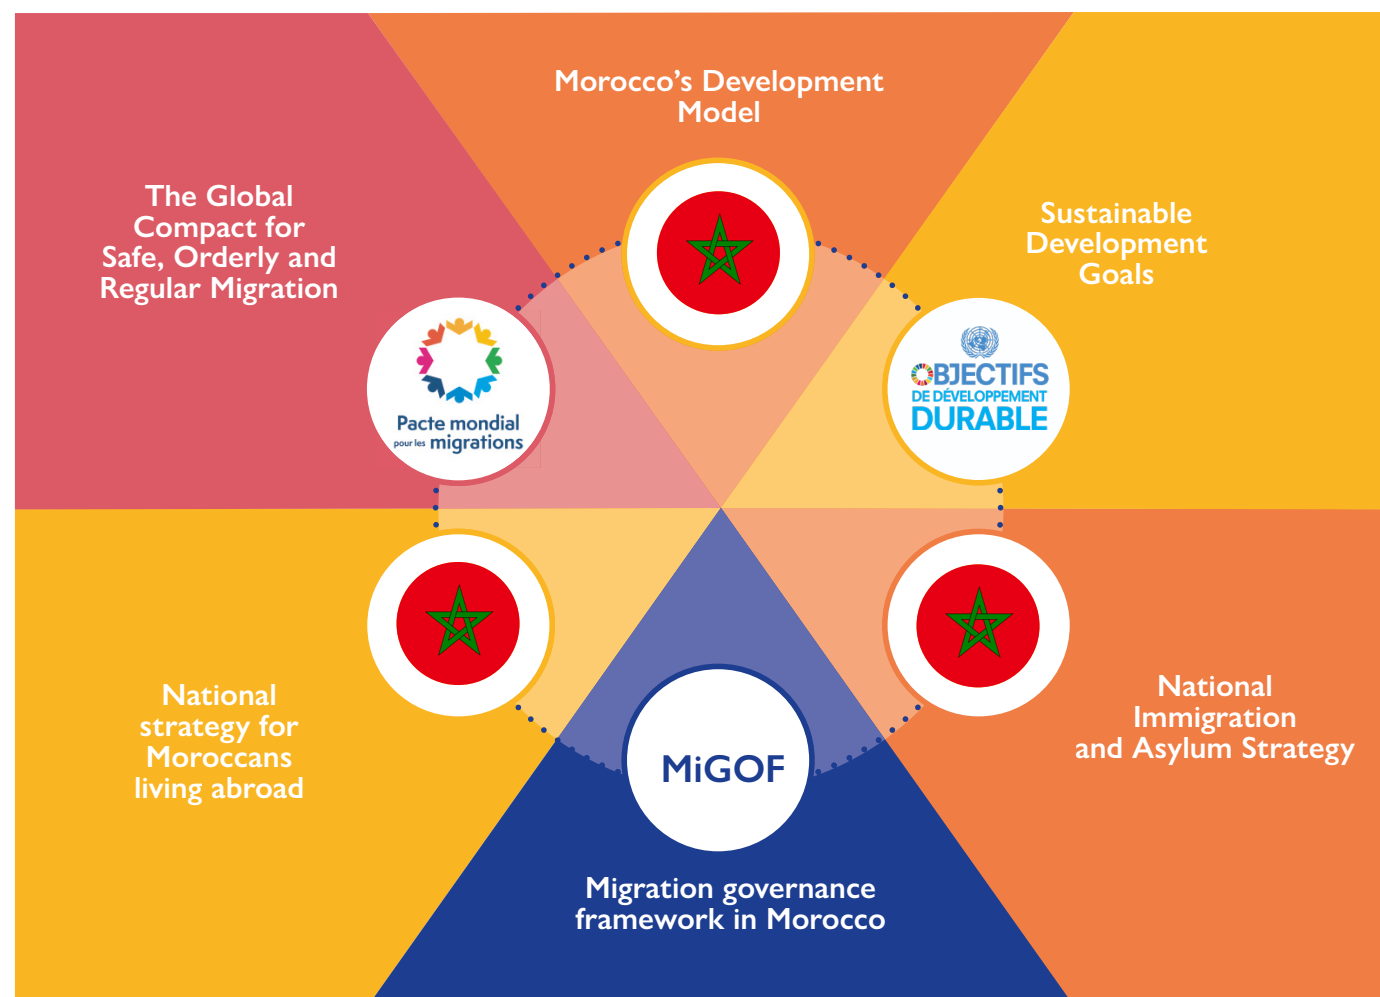 Morocco’s Development
Model
The Global
Compact for
Safe, Orderly and
Regular Migration
Sustainable
Development
Goals
Pacte mondial
pour les migrations
OBJECTIFS
DE DÉVELOPPEMENT
DURABLE
National
strategy for
Moroccans
living abroad
National
Immigration
and Asylum Strategy
MiGOF
Migration governance
framework in Morocco